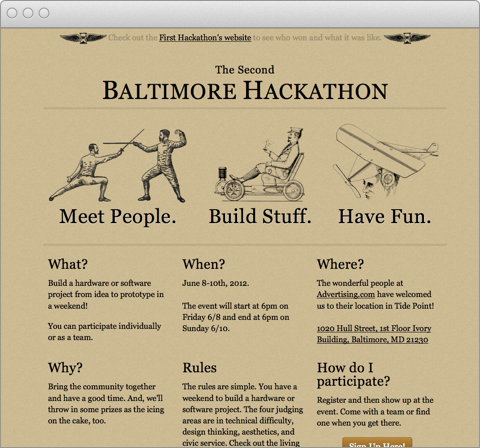 Check out the First Hackathon's website to see who won and what it was like.
The Second
BALTIMORE HACKATHON
Meet People.
Build Stuff.
Have Fun.
What?
Build a hardware or software
project from idea to prototype in
a weekend!
You can participate individually
or as a team.
When?
June 8-10th, 2012.
The event will start at 6pm on
Friday 6/8 and end at 6pm on
Sunday 6/10.
Where?
The wonderful people at
Advertising.com have welcomed
us to their location in Tide Point!
1020 Hull Street, 1st Floor Ivory
Building, Baltimore, MD 21230
Why?
Bring the community together
and have a good time. And, we'll
throw in some prizes as the icing
on the cake, too.
Rules
The rules are simple. You have a
weekend to build a hardware or
software project. The four judging
areas are in technical difficulty,
design thinking, aesthetics, and
civic service. Check out the living
How do I
participate?
Register and then show up at the
event. Come with a team or find
one when you get there.
Sign Up Here!